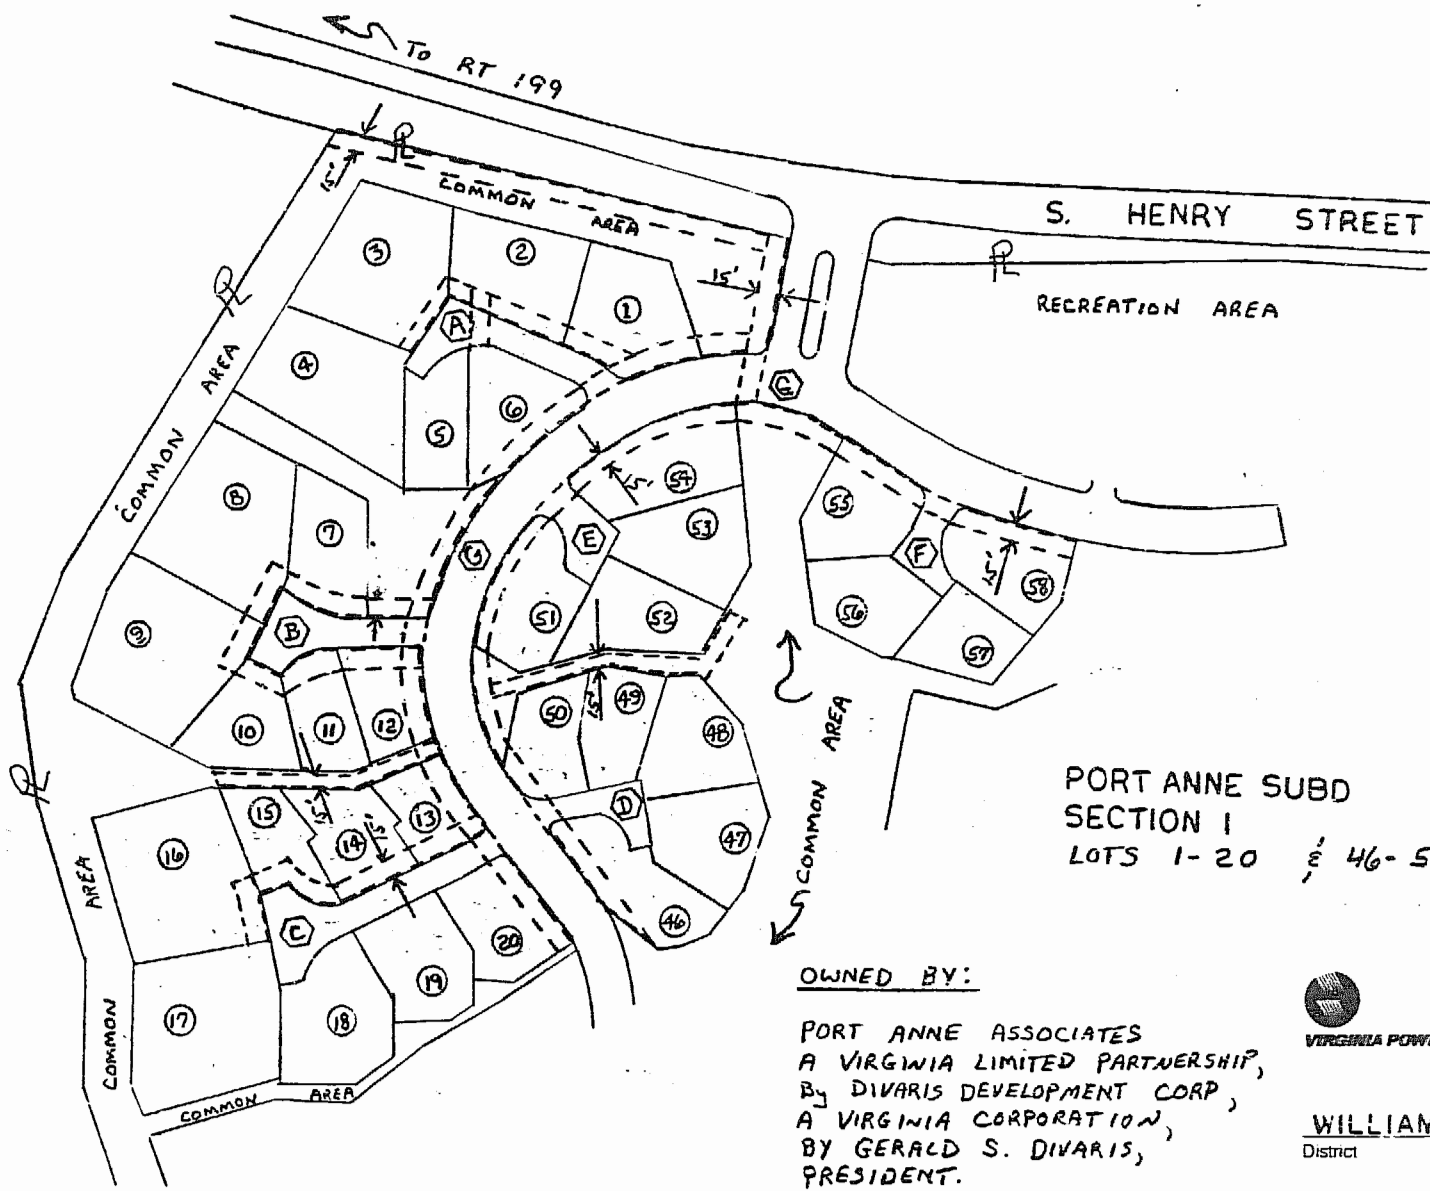 To RT 199
PL
15'
COMMON AREA
S. HENRY STREET
PL
RECREATION AREA
15'
3
2
1
A
PL
COMMON AREA
4
5
6
G
15'
54
55
53
E
F
15'
58
56
57
8
7
G
51
52
9
B
10
11
12
50
15'
49
48
COMMON AREA
PL
15
15'
14
15'
13
D
47
16
AREA
COMMON
C
20
46
17
18
19
COMMON AREA
PORT ANNE SUBD
SECTION 1
LOTS 1-20 & 46-5
OWNED BY:
PORT ANNE ASSOCIATES
A VIRGINIA LIMITED PARTNERSHIP,
By DIVARIS DEVELOPMENT CORP,
A VIRGINIA CORPORATION,
BY GERALD S. DIVARIS,
PRESIDENT.
VIRGINIA POW
WILLIAM
District